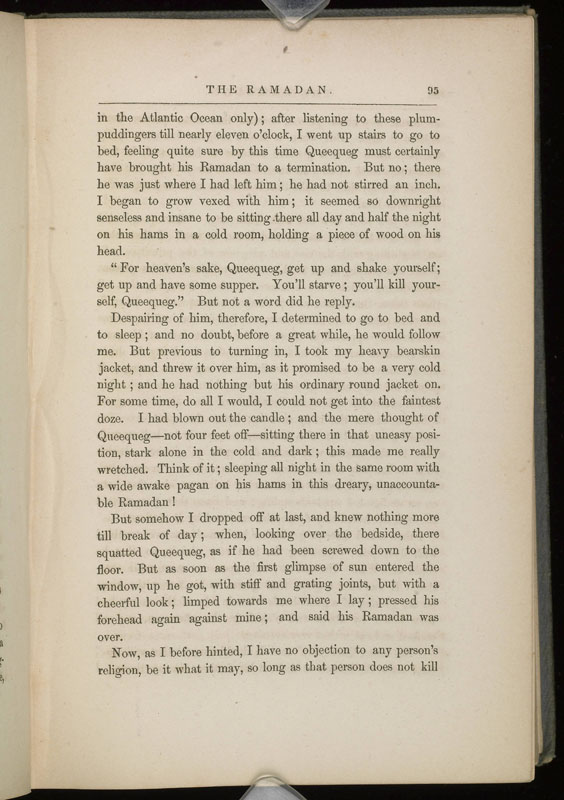 THE RAMADAN. 95
in the Atlantic Ocean only); after listening to these plum-
puddingers till nearly eleven o'clock, I went up stairs to go to
bed, feeling quite sure by this time Queequeg must certainly
have brought his Ramadan to a termination. But no; there
he was just where I had left him; he had not stirred an inch.
I began to grow vexed with him; it seemed so downright
senseless and insane to be sitting there all day and half the night
on his hams in a cold room, holding a piece of wood on his
head.
"For heaven's sake, Queequeg, get up and shake yourself;
get up and have some supper. You'll starve; you'll kill your-
self, Queequeg." But not a word did he reply.
Despairing of him, therefore, I determined to go to bed and
to sleep; and no doubt, before a great while, he would follow
me. But previous to turning in, I took my heavy bearskin
jacket, and threw it over him, as it promised to be a very cold
night; and he had nothing but his ordinary round jacket on.
For some time, do all I would, I could not get into the faintest
doze. I had blown out the candle; and the mere thought of
Queequeg—not four feet off—sitting there in that uneasy posi-
tion, stark alone in the cold and dark; this made me really
wretched. Think of it; sleeping all night in the same room with
a wide awake pagan on his hams in this dreary, unaccounta-
ble Ramadan!
But somehow I dropped off at last, and knew nothing more
till break of day; when, looking over the bedside, there
squatted Queequeg, as if he had been screwed down to the
floor. But as soon as the first glimpse of sun entered the
window, up he got, with stiff and grating joints, but with a
cheerful look; limped towards me where I lay; pressed his
forehead again against mine; and said his Ramadan was
over.
Now, as I before hinted, I have no objection to any person's
religion, be it what it may, so long as that person does not kill